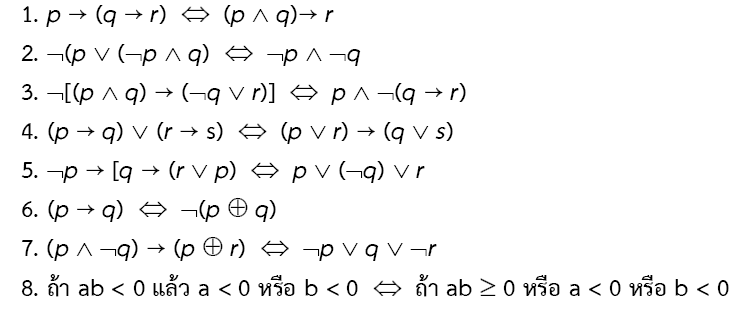 1. p → (q → r) ⇔ (p ∧ q)→ r
2. ¬(p ∨ (¬p ∧ q) ⇔ ¬p ∧ ¬q
3. ¬[(p ∧ q) → (¬q ∨ r)] ⇔ p ∧ ¬(q → r)
4. (p → q) ∨ (r → s) ⇔ (p ∨ r) → (q ∨ s)
5. ¬p → [q → (r ∨ p) ⇔ p ∨ (¬q) ∨ r
6. (p → q) ⇔ ¬(p ⊕ q)
7. (p ∧ ¬q) → (p ⊕ r) ⇔ ¬p ∨ q ∨ ¬r
8. ถ้า ab < 0 แล้ว a < 0 หรือ b < 0 ⇔ ถ้า ab ≥ 0 หรือ a < 0 หรือ b < 0